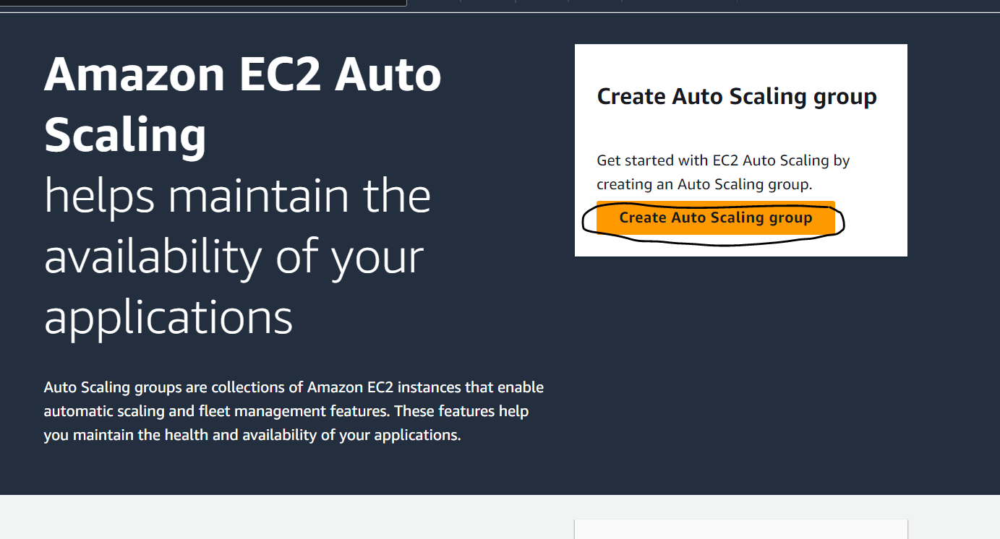 Amazon EC2 Auto
Scaling
helps maintain the
availability of your
applications
Auto Scaling groups are collections of Amazon EC2 instances that enable
automatic scaling and fleet management features. These features help
you maintain the health and availability of your applications.
Create Auto Scaling group
Get started with EC2 Auto Scaling by
creating an Auto Scaling group.
Create Auto Scaling group